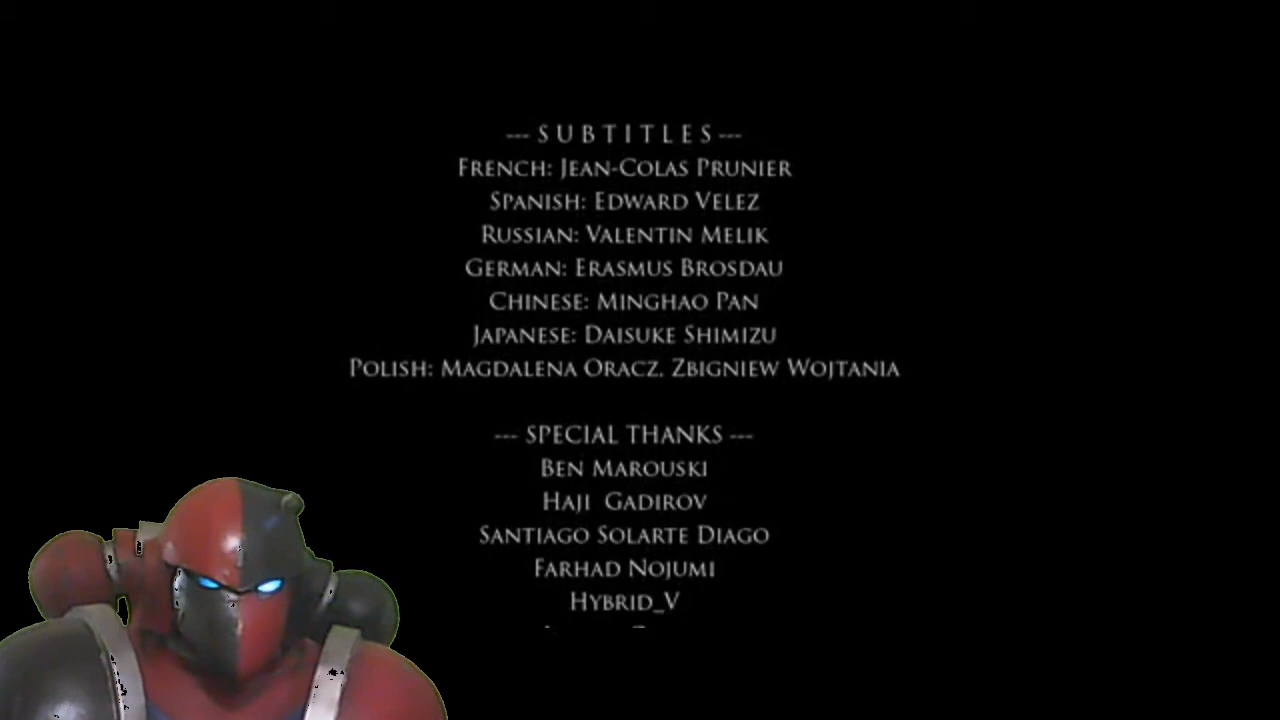 --- SUBTITLES ---
FRENCH: JEAN-COLAS PRUNIER
SPANISH: EDWARD VELEZ
RUSSIAN: VALENTIN MELIK
GERMAN: ERASMUS BROSDAU
CHINESE: MINGHAO PAN
JAPANESE: DAISUKE SHIMIZU
POLISH: MAGDALENA ORACZ, ZBIGNIEW WOJTANIA
--- SPECIAL THANKS ---
BEN MAROUSKI
HAJI GADIROV
SANTIAGO SOLARTE DIAGO
FARHAD NOJUMI
HYBRID_V